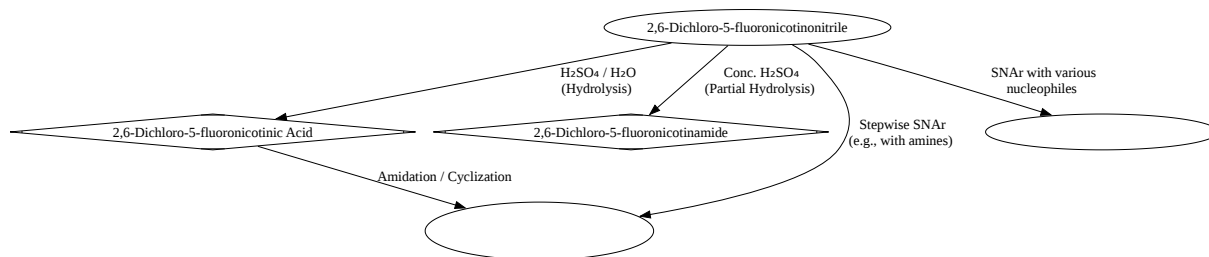 2,6-Dichloro-5-fluoronicotinonitrile
H₂SO₄ / H₂O
(Hydrolysis)
Conc. H₂SO₄
(Partial Hydrolysis)
SNAr with various
nucleophiles
2,6-Dichloro-5-fluoronicotinic Acid
2,6-Dichloro-5-fluoronicotinamide
Stepwise SNAr
(e.g., with amines)
Amidation / Cyclization